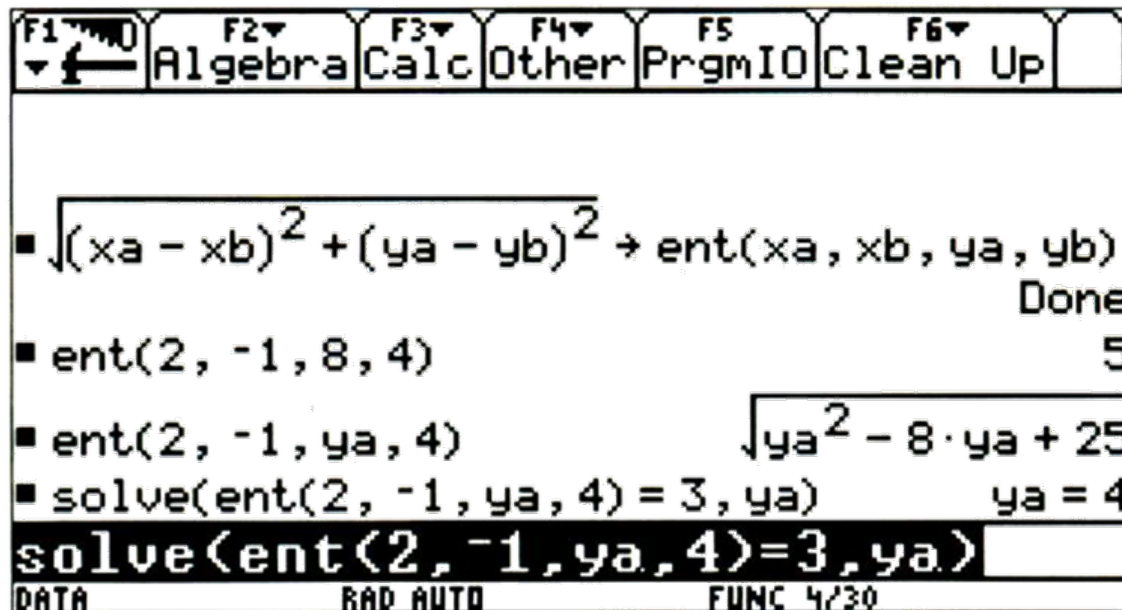 F1 F2 F3 F4 F5 F6
Algebra Calc Other PrgmIO Clean Up
√(xa - xb)² + (ya - yb)² → ent(xa, xb, ya, yb)
Done
ent(2, ⁻1, 8, 4) 5
ent(2, ⁻1, ya, 4) √ya² - 8·ya + 25
solve(ent(2, ⁻1, ya, 4) = 3, ya) ya = 4
solve(ent(2,⁻1,ya,4)=3,ya)
DATA RAD AUTO FUNC 4/30